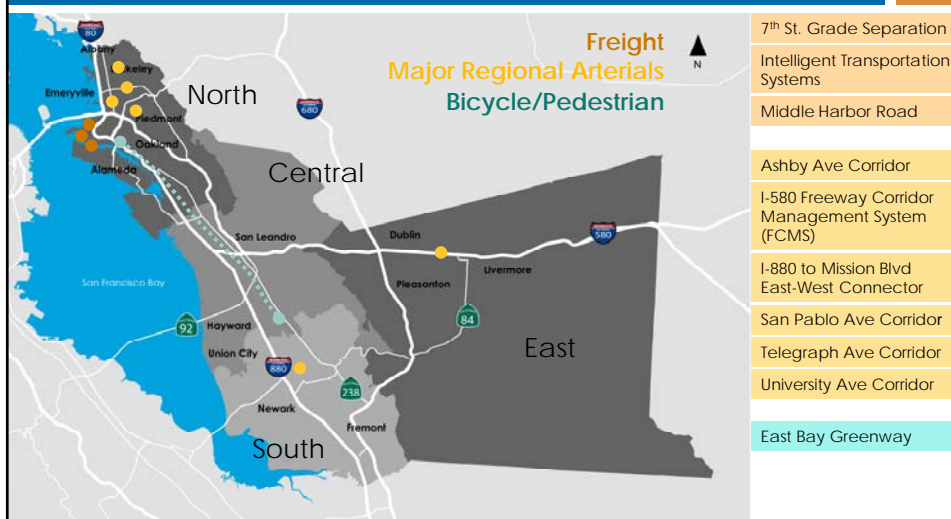 Freight
Major Regional Arterials
Bicycle/Pedestrian
N
80
Albany
Emeryville
North
Piedmont
Oakland
Alameda
680
Central
San Leandro
Dublin
580
Pleasanton
Livermore
San Francisco Bay
92
Hayward
84
Union City
880
East
238
Newark
Fremont
South
7th St. Grade Separation
Intelligent Transportation
Systems
Middle Harbor Road
Ashby Ave Corridor
I-580 Freeway Corridor
Management System
(FCMS)
I-880 to Mission Blvd
East-West Connector
San Pablo Ave Corridor
Telegraph Ave Corridor
University Ave Corridor
East Bay Greenway